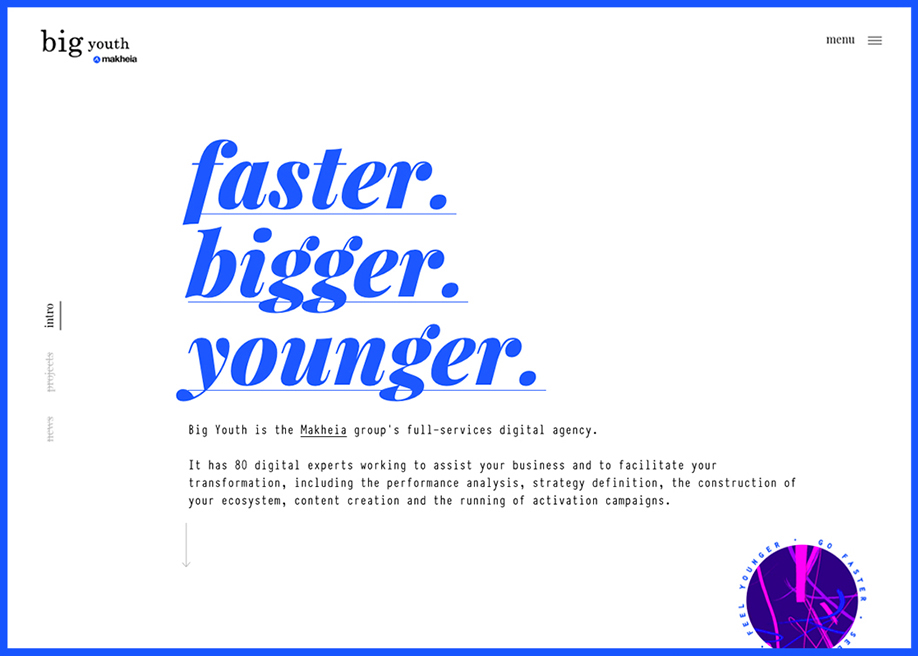 big youth
makheia
menu
faster.
bigger.
younger.
intro
projects
news
Big Youth is the Makheia group's full-services digital agency.
It has 80 digital experts working to assist your business and to facilitate your
transformation, including the performance analysis, strategy definition, the construction of
your ecosystem, content creation and the running of activation campaigns.
FEEL YOUNGER · GO FASTER ·